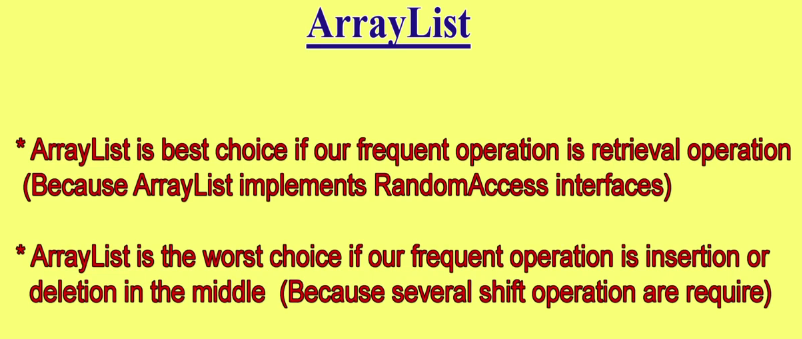 ArrayList
* ArrayList is best choice if our frequent operation is retrieval operation
(Because ArrayList implements RandomAccess interfaces)
* ArrayList is the worst choice if our frequent operation is insertion or
deletion in the middle (Because several shift operation are require)